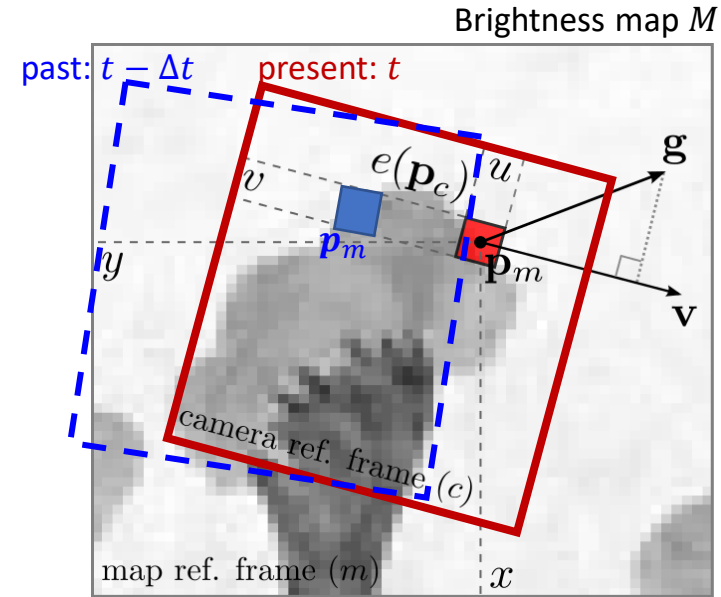 Brightness map M
past: t − Δt
present: t
g
e(p_c)
u
v
p_m
p_m
y
v
camera ref. frame (c)
map ref. frame (m)
x